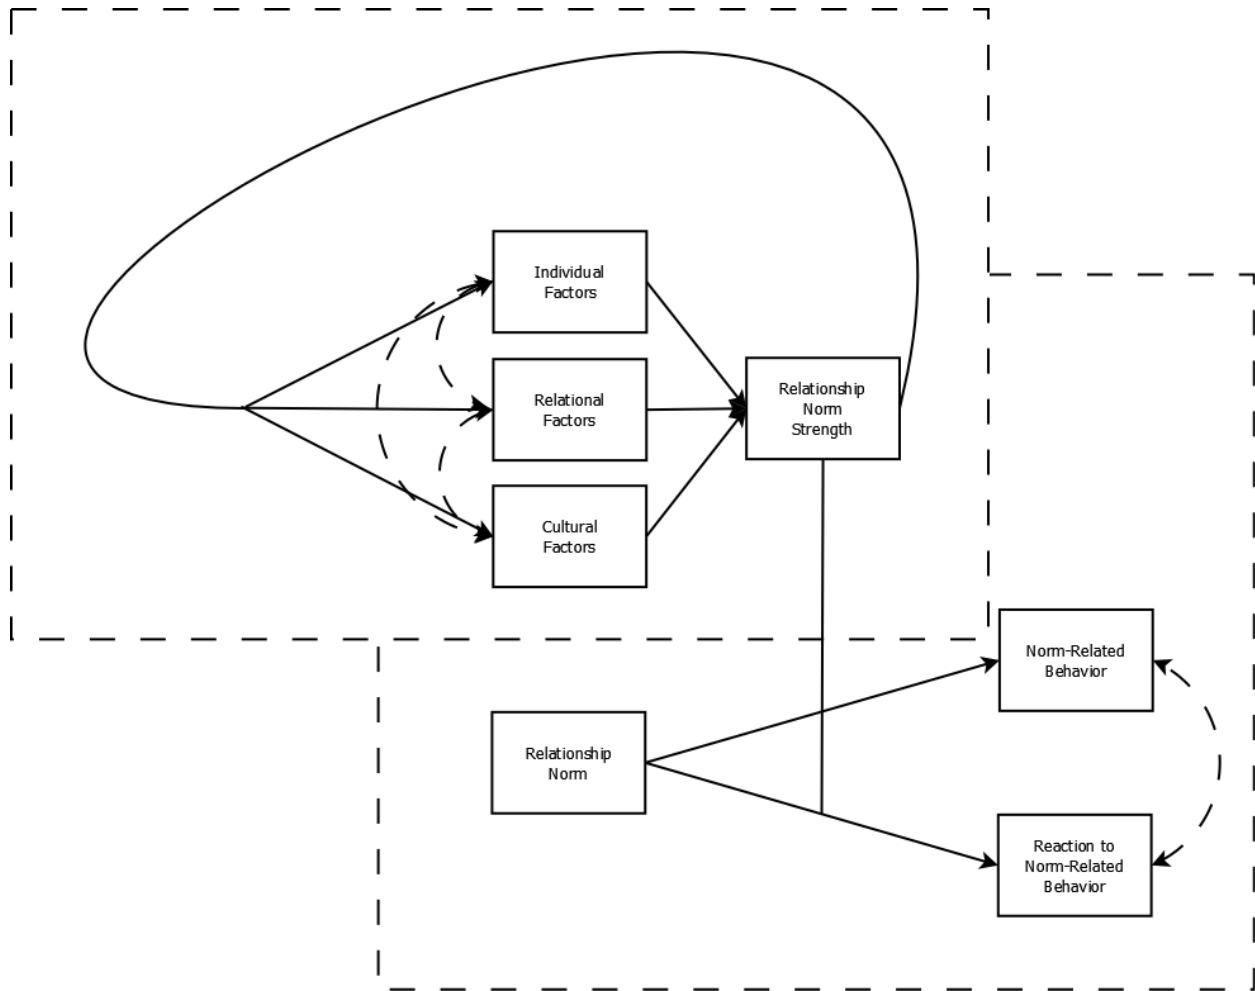 Individual
Factors
Relational
Factors
Cultural
Factors
Relationship
Norm
Strength
Norm-Related
Behavior
Relationship
Norm
Reaction to
Norm-Related
Behavior